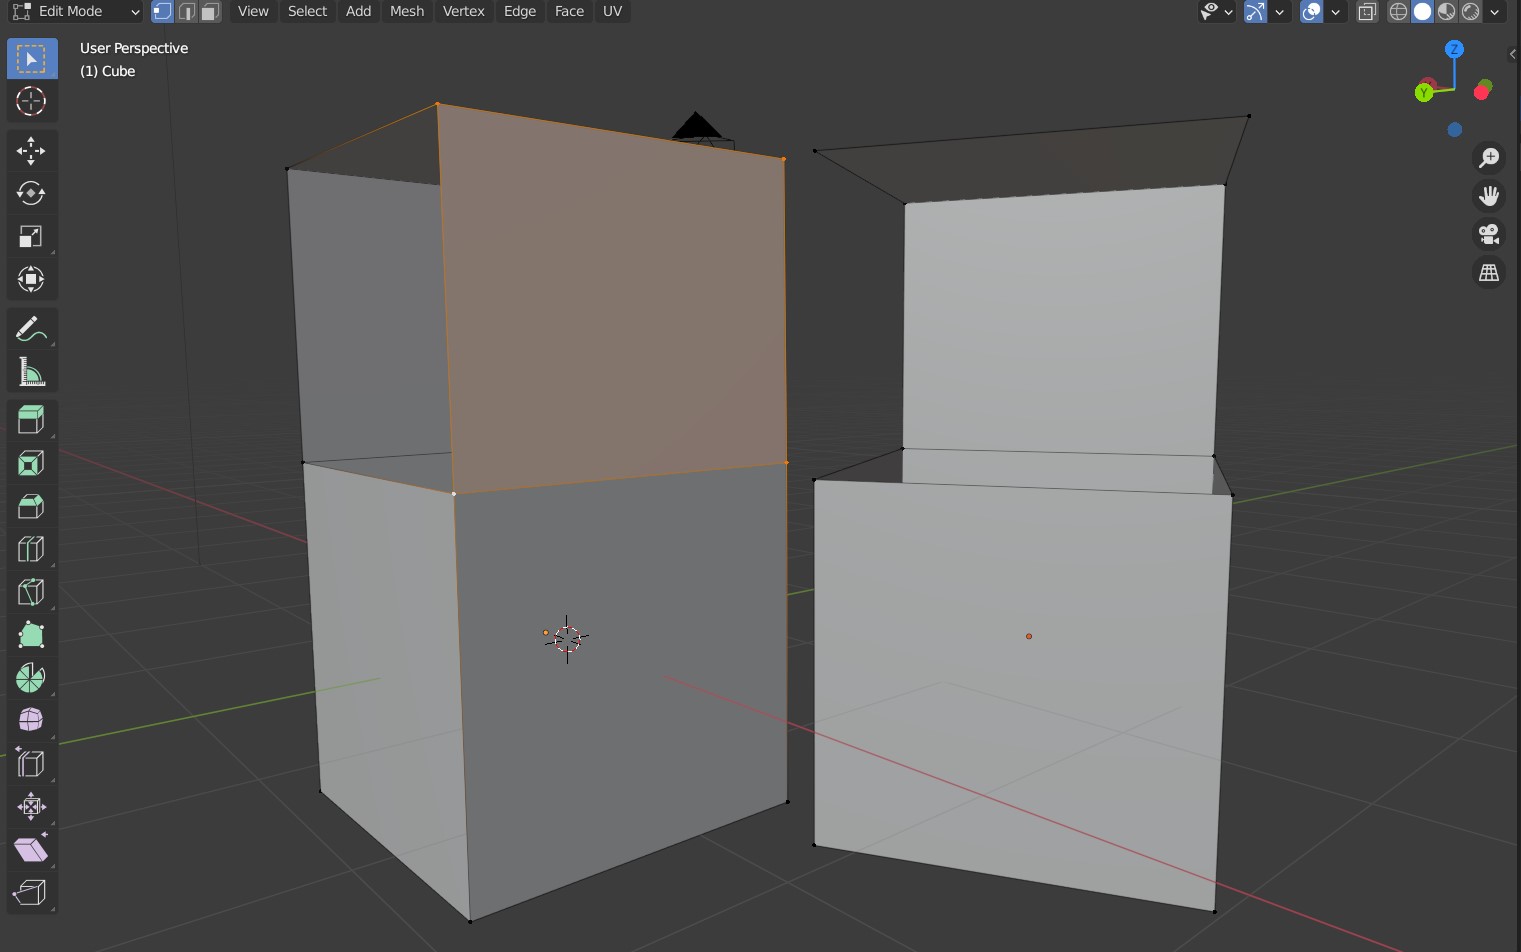 Edit Mode View Select Add Mesh Vertex Edge Face UV
User Perspective
(1) Cube
Z
Y